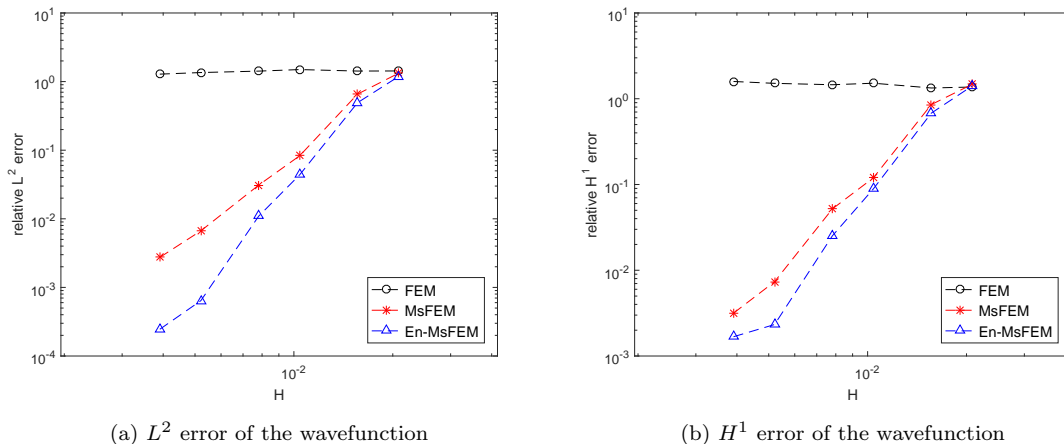 10^1
10^0
10^-1
10^-2
10^-3
10^-4
relative L^2 error
10^-2
H
FEM
MsFEM
En-MsFEM
(a) L^2 error of the wavefunction
10^1
10^0
10^-1
10^-2
10^-3
relative H^1 error
10^-2
H
FEM
MsFEM
En-MsFEM
(b) H^1 error of the wavefunction